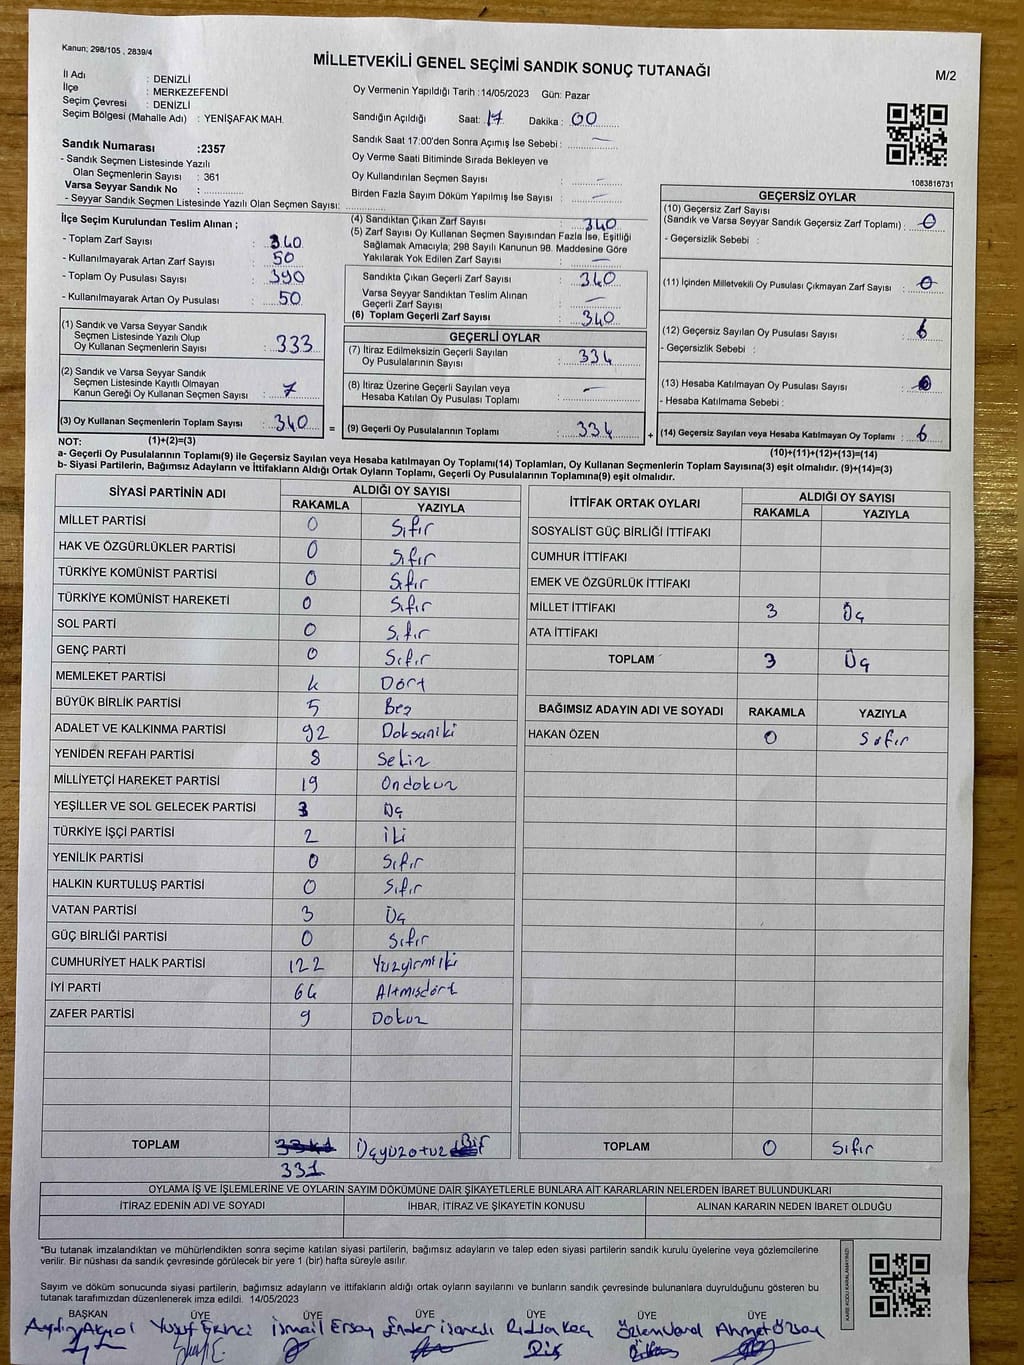 Kanun; 298/105 , 2839/4
MİLLETVEKİLİ GENEL SEÇİMİ SANDIK SONUÇ TUTANAĞI
M/2
İl Adı : DENİZLİ
İlçe : MERKEZEFENDİ
Seçim Çevresi : DENİZLİ
Seçim Bölgesi (Mahalle Adı) : YENİŞAFAK MAH.
Oy Vermenin Yapıldığı Tarih :14/05/2023 Gün: Pazar
Sandığın Açıldığı Saat: 17 Dakika : 00
Sandık Saat 17:00'den Sonra Açımış İse Sebebi : —
Oy Verme Saati Bitiminde Sırada Bekleyen ve
Oy Kullandırılan Seçmen Sayısı : —
Birden Fazla Sayım Döküm Yapılmış İse Sayısı : —
1083816731
Sandık Numarası :2357
- Sandık Seçmen Listesinde Yazılı
Olan Seçmenlerin Sayısı : 361
Varsa Seyyar Sandık No :
- Seyyar Sandık Seçmen Listesinde Yazılı Olan Seçmen Sayısı:
İlçe Seçim Kurulundan Teslim Alınan ;
- Toplam Zarf Sayısı : 340
- Kullanılmayarak Artan Zarf Sayısı : 50
- Toplam Oy Pusulası Sayısı : 390
- Kullanılmayarak Artan Oy Pusulası : 50
(1) Sandık ve Varsa Seyyar Sandık
Seçmen Listesinde Yazılı Olup
Oy Kullanan Seçmenlerin Sayısı : 333
(2) Sandık ve Varsa Seyyar Sandık
Seçmen Listesinde Kayıtlı Olmayan
Kanun Gereği Oy Kullanan Seçmen Sayısı : 7
(3) Oy Kullanan Seçmenlerin Toplam Sayısı : 340 =
(4) Sandıktan Çıkan Zarf Sayısı : 340
(5) Zarf Sayısı Oy Kullanan Seçmen Sayısından Fazla İse, Eşitliği
Sağlamak Amacıyla; 298 Sayılı Kanunun 98. Maddesine Göre
Yakılarak Yok Edilen Zarf Sayısı : —
Sandıkta Çıkan Geçerli Zarf Sayısı : 340
Varsa Seyyar Sandıktan Teslim Alınan
Geçerli Zarf Sayısı : —
(6) Toplam Geçerli Zarf Sayısı : 340
GEÇERLİ OYLAR
(7) İtiraz Edilmeksizin Geçerli Sayılan
Oy Pusulalarının Sayısı : 334
(8) İtiraz Üzerine Geçerli Sayılan veya
Hesaba Katılan Oy Pusulası Toplamı : —
(9) Geçerli Oy Pusulalarının Toplamı : 334 +
GEÇERSİZ OYLAR
(10) Geçersiz Zarf Sayısı
(Sandık ve Varsa Seyyar Sandık Geçersiz Zarf Toplamı) : 0
- Geçersizlik Sebebi :
(11) İçinden Milletvekili Oy Pusulası Çıkmayan Zarf Sayısı : 0
(12) Geçersiz Sayılan Oy Pusulası Sayısı : 6
- Geçersizlik Sebebi :
(13) Hesaba Katılmayan Oy Pusulası Sayısı : 0
- Hesaba Katılmama Sebebi :
(14) Geçersiz Sayılan veya Hesaba Katılmayan Oy Toplamı : 6
NOT: (1)+(2)=(3) (10)+(11)+(12)+(13)=(14)
a- Geçerli Oy Pusulalarının Toplamı(9) ile Geçersiz Sayılan veya Hesaba katılmayan Oy Toplamı(14) Toplamları, Oy Kullanan Seçmenlerin Toplam Sayısına(3) eşit olmalıdır. (9)+(14)=(3)
b- Siyasi Partilerin, Bağımsız Adayların ve İttifakların Aldığı Ortak Oyların Toplamı, Geçerli Oy Pusulalarının Toplamına(9) eşit olmalıdır.
SİYASİ PARTİNİN ADI ALDIĞI OY SAYISI
RAKAMLA YAZIYLA
MİLLET PARTİSİ 0 Sıfır
HAK VE ÖZGÜRLÜKLER PARTİSİ 0 Sıfır
TÜRKİYE KOMÜNİST PARTİSİ 0 Sıfır
TÜRKİYE KOMÜNİST HAREKETİ 0 Sıfır
SOL PARTİ 0 Sıfır
GENÇ PARTİ 0 Sıfır
MEMLEKET PARTİSİ 4 Dört
BÜYÜK BİRLİK PARTİSİ 5 Beş
ADALET VE KALKINMA PARTİSİ 92 Doksaniki
YENİDEN REFAH PARTİSİ 8 Sekiz
MİLLİYETÇİ HAREKET PARTİSİ 19 Ondokuz
YEŞİLLER VE SOL GELECEK PARTİSİ 3 Üç
TÜRKİYE İŞÇİ PARTİSİ 2 İki
YENİLİK PARTİSİ 0 Sıfır
HALKIN KURTULUŞ PARTİSİ 0 Sıfır
VATAN PARTİSİ 3 Üç
GÜÇ BİRLİĞİ PARTİSİ 0 Sıfır
CUMHURİYET HALK PARTİSİ 122 Yüzyirmiiki
İYİ PARTİ 64 Altmışdört
ZAFER PARTİSİ 9 Dokuz
TOPLAM Üçyüzotuz Bir
331
İTTİFAK ORTAK OYLARI ALDIĞI OY SAYISI
RAKAMLA YAZIYLA
SOSYALİST GÜÇ BİRLİĞİ İTTİFAKI
CUMHUR İTTİFAKI
EMEK VE ÖZGÜRLÜK İTTİFAKI
MİLLET İTTİFAKI 3 Üç
ATA İTTİFAKI
TOPLAM 3 Üç
BAĞIMSIZ ADAYIN ADI VE SOYADI RAKAMLA YAZIYLA
HAKAN ÖZEN 0 Sıfır
TOPLAM 0 Sıfır
OYLAMA İŞ VE İŞLEMLERİNE VE OYLARIN SAYIM DÖKÜMÜNE DAİR ŞİKAYETLERLE BUNLARA AİT KARARLARIN NELERDEN İBARET BULUNDUKLARI
İTİRAZ EDENİN ADI VE SOYADI İHBAR, İTİRAZ VE ŞİKAYETİN KONUSU ALINAN KARARIN NEDEN İBARET OLDUĞU
"Bu tutanak imzalandıktan ve mühürlendikten sonra seçime katılan siyasi partilerin, bağımsız adayların ve talep eden siyasi partilerin sandık kurulu üyelerine veya gözlemcilerine
verilir. Bir nüshası da sandık çevresinde görülecek bir yere 1 (bir) hafta süreyle asılır.
Sayım ve döküm sonucunda siyasi partilerin, bağımsız adayların ve ittifakların aldığı ortak oyların sayılarını ve bunların sandık çevresinde bulunanlara duyrulduğunu gösteren bu
tutanak tarafımızdan düzenlenerek imza edildi. 14/05/2023
BAŞKAN ÜYE ÜYE ÜYE ÜYE ÜYE ÜYE
Aydın Akyol Yusuf Ekinci İsmail Ersoy Rıdvan Koç Özlem Ahmet Özbay